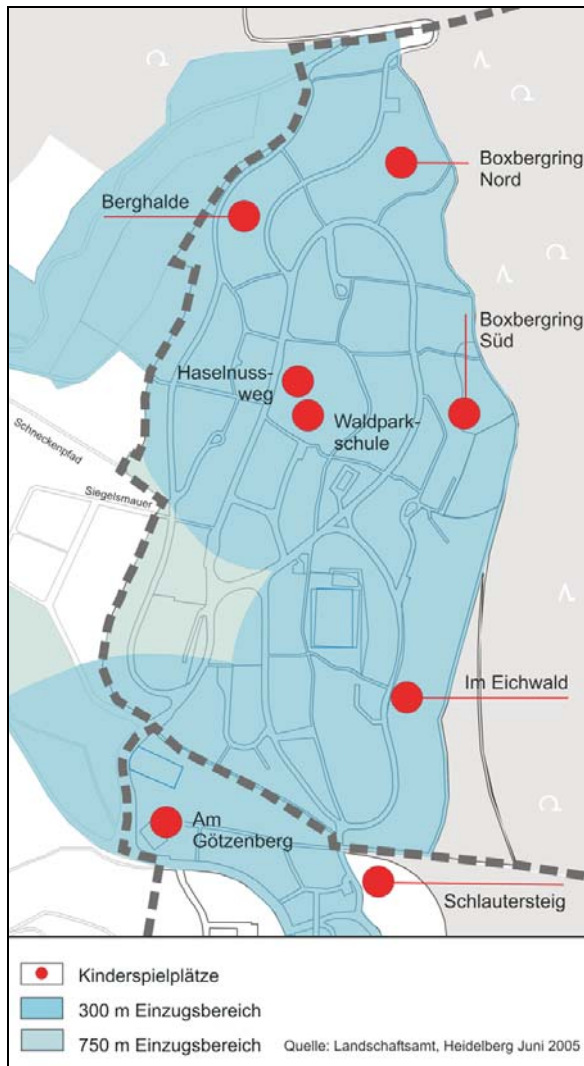 Boxbergring
Nord
Berghalde
Boxbergring
Süd
Haselnuss-
weg
Waldpark-
schule
Schneckenpfad
Siegelsmauer
Im Eichwald
Am
Götzenberg
Schlautersteig
Kinderspielplätze
300 m Einzugsbereich
750 m Einzugsbereich
Quelle: Landschaftsamt, Heidelberg Juni 2005